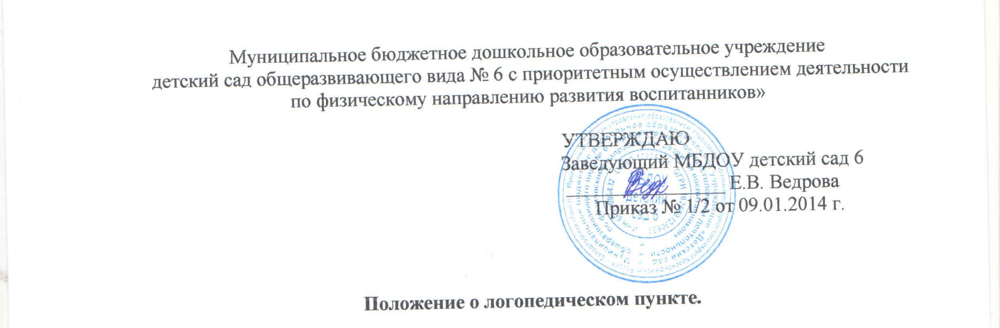 Муниципальное бюджетное дошкольное образовательное учреждение
детский сад общеразвивающего вида № 6 с приоритетным осуществлением деятельности
по физическому направлению развития воспитанников»
УТВЕРЖДАЮ
Заведующий МБДОУ детский сад 6
Е.В. Ведрова
Приказ № 1/2 от 09.01.2014 г.
Положение о логопедическом пункте.